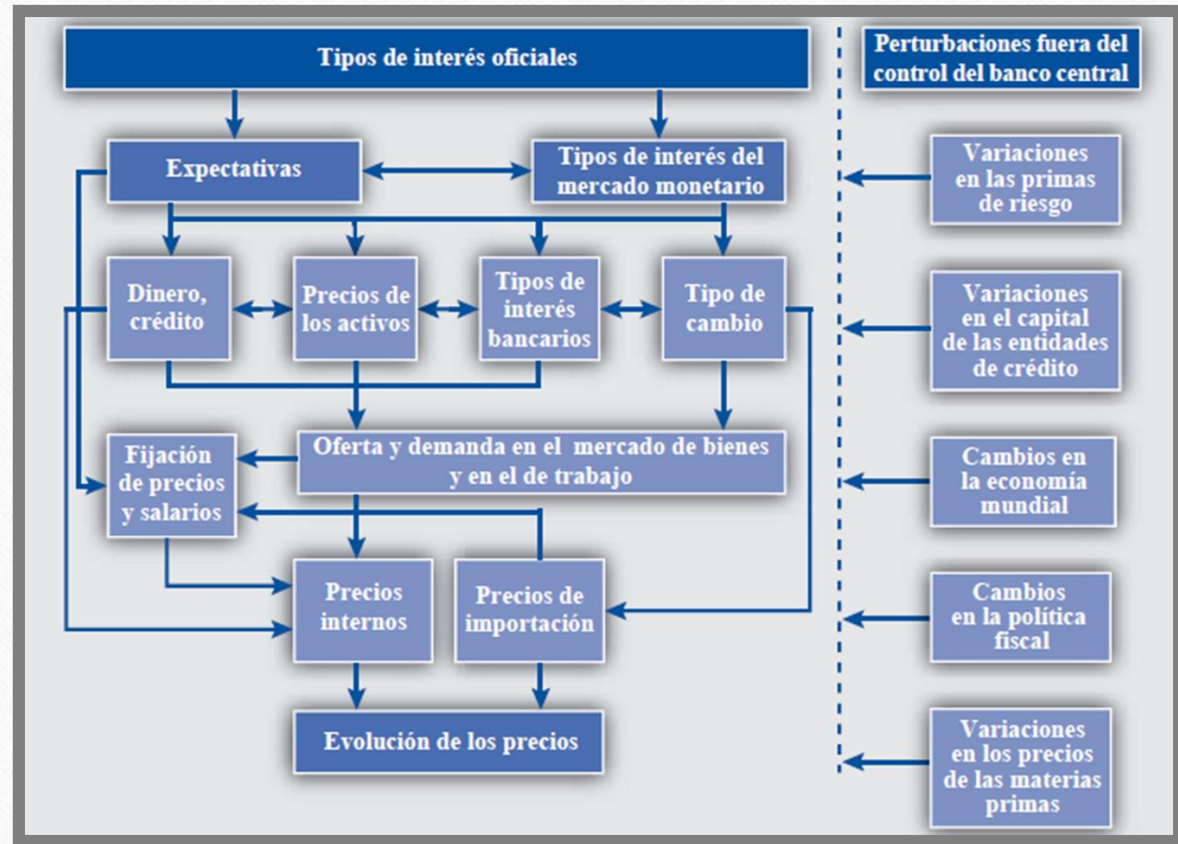 Tipos de interés oficiales
Perturbaciones fuera del
control del banco central
Expectativas
Tipos de interés del
mercado monetario
Variaciones
en las primas
de riesgo
Dinero,
crédito
Precios de
los activos
Tipos de
interés
bancarios
Tipo de
cambio
Variaciones
en el capital
de las entidades
de crédito
Fijación
de precios
y salarios
Oferta y demanda en el mercado de bienes
y en el de trabajo
Cambios en
la economía
mundial
Precios
internos
Precios de
importación
Cambios
en la política
fiscal
Evolución de los precios
Variaciones
en los precios
de las materias
primas